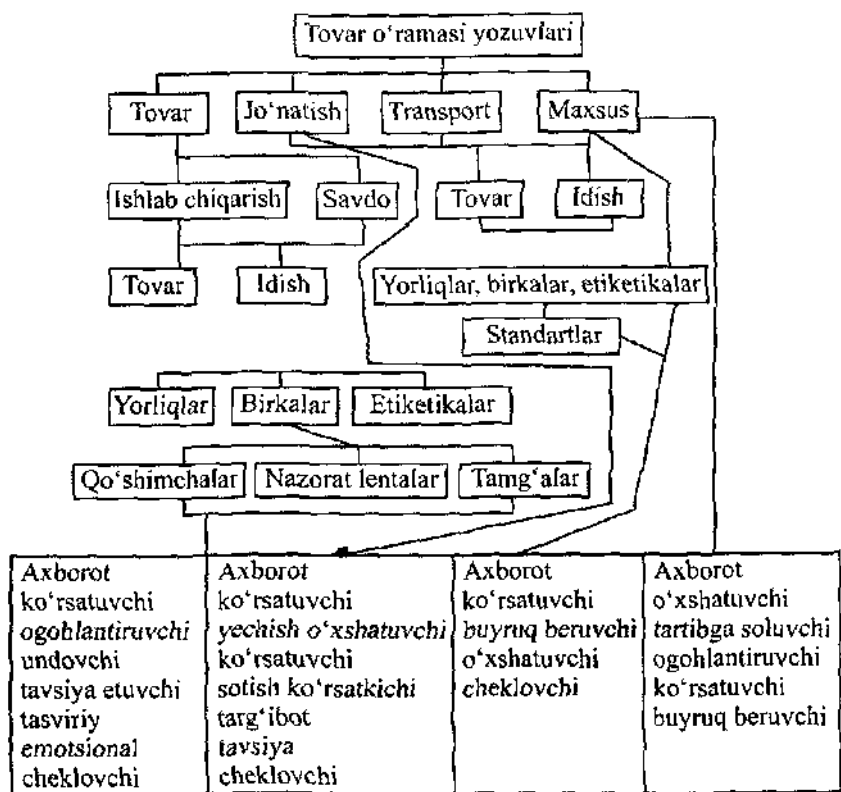 Tovar o‘ramasi yozuvlari
Tovar
Jo‘natish
Transport
Maxsus
Ishlab chiqarish
Savdo
Tovar
Idish
Tovar
Idish
Yorliqlar, birkalar, etiketikalar
Standartlar
Yorliqlar
Birkalar
Etiketikalar
Qo‘shimchalar
Nazorat lentalar
Tamg‘alar
Axborot
ko‘rsatuvchi
ogohlantiruvchi
undovchi
tavsiya etuvchi
tasviriy
emotsional
cheklovchi
Axborot
ko‘rsatuvchi
yechish o‘xshatuvchi
ko‘rsatuvchi
sotish ko‘rsatkichi
targ‘ibot
tavsiya
cheklovchi
Axborot
ko‘rsatuvchi
buyruq beruvchi
o‘xshatuvchi
cheklovchi
Axborot
o‘xshatuvchi
tartibga soluvchi
ogohlantiruvchi
ko‘rsatuvchi
buyruq beruvchi